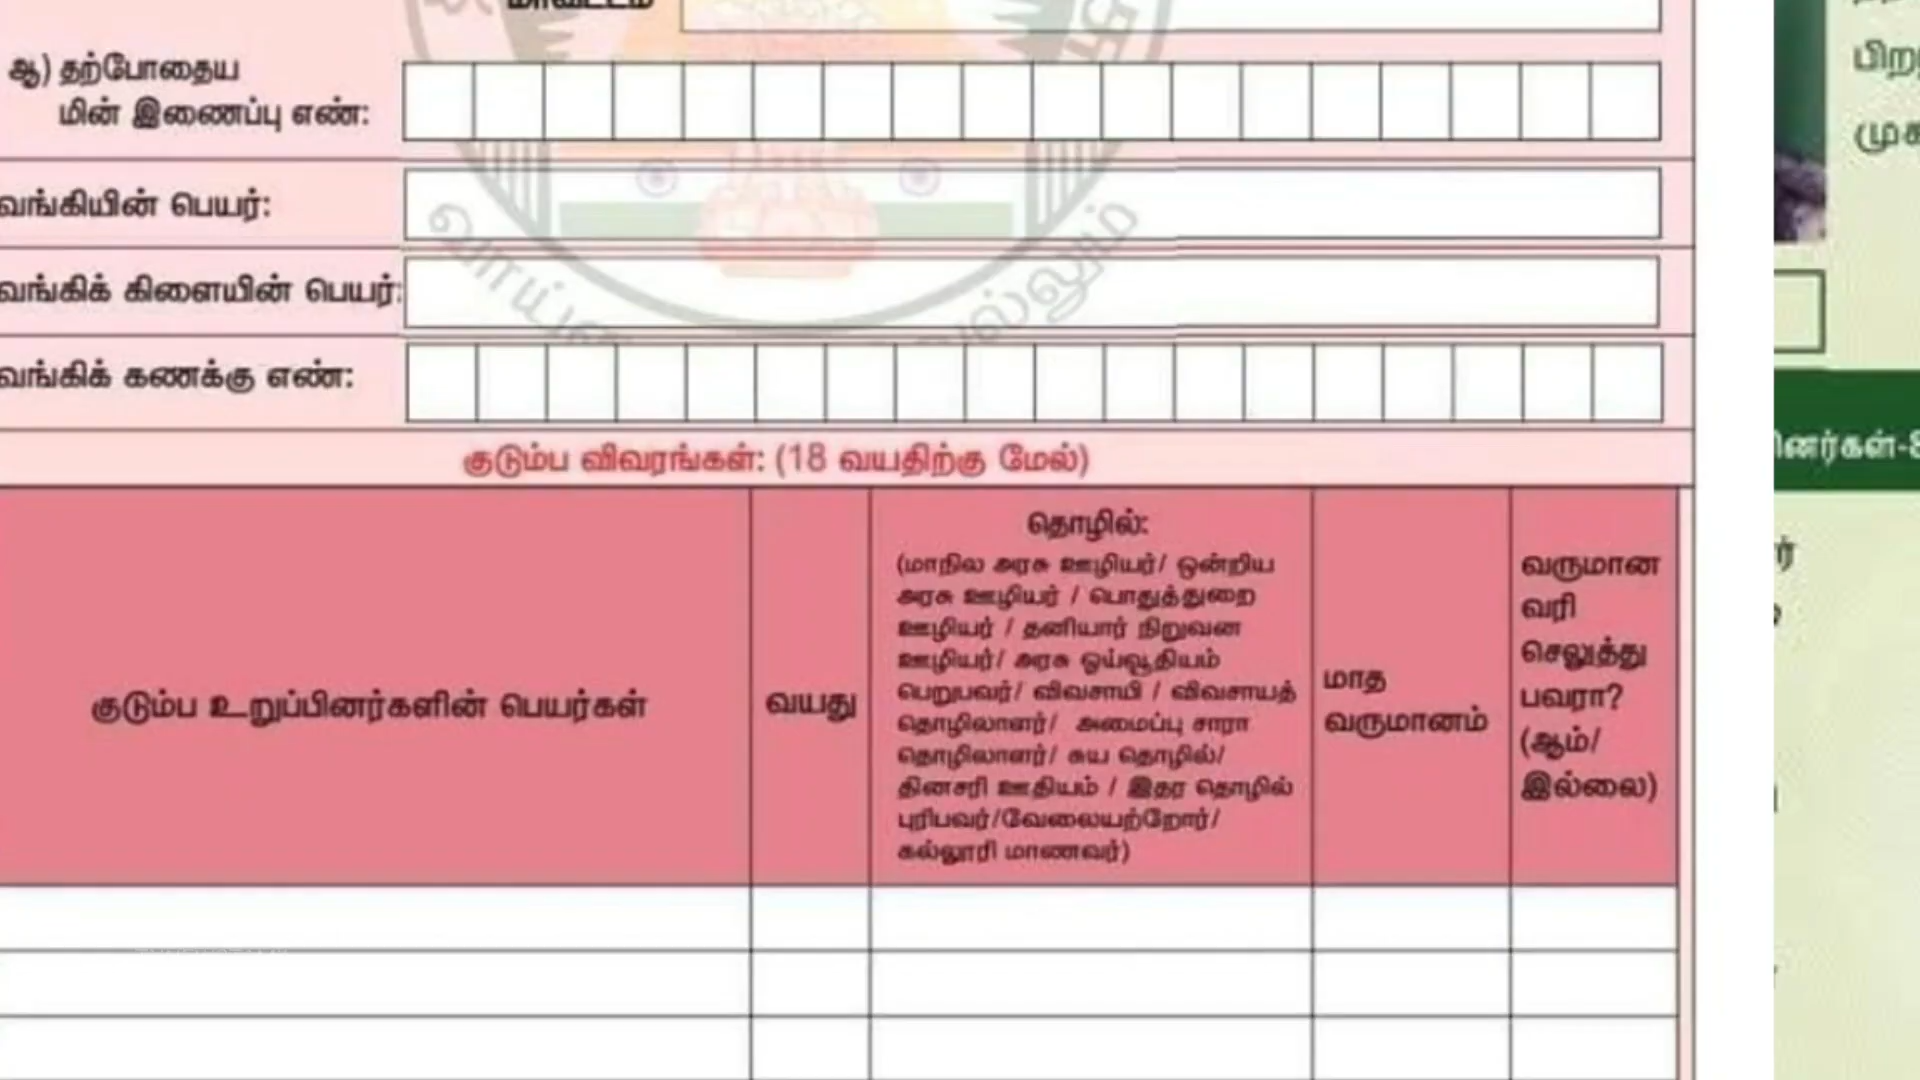 மாவட்டம்
ஆ) தற்போதைய
மின் இணைப்பு எண்:
வங்கியின் பெயர்:
வங்கிக் கிளையின் பெயர்:
வங்கிக் கணக்கு எண்:
குடும்ப விவரங்கள்: (18 வயதிற்கு மேல்)
குடும்ப உறுப்பினர்களின் பெயர்கள்
வயது
தொழில்:
(மாநில அரசு ஊழியர்/ ஒன்றிய
அரசு ஊழியர் / பொதுத்துறை
ஊழியர் / தனியார் நிறுவன
ஊழியர்/ அரசு ஓய்வூதியம்
பெறுபவர்/ விவசாயி / விவசாயத்
தொழிலாளர்/ அமைப்பு சாரா
தொழிலாளர்/ சுய தொழில்/
தினசரி ஊதியம் / இதர தொழில்
புரிபவர்/வேலையற்றோர்/
கல்லூரி மாணவர்)
மாத
வருமானம்
வருமான
வரி
செலுத்து
பவரா?
(ஆம்/
இல்லை)